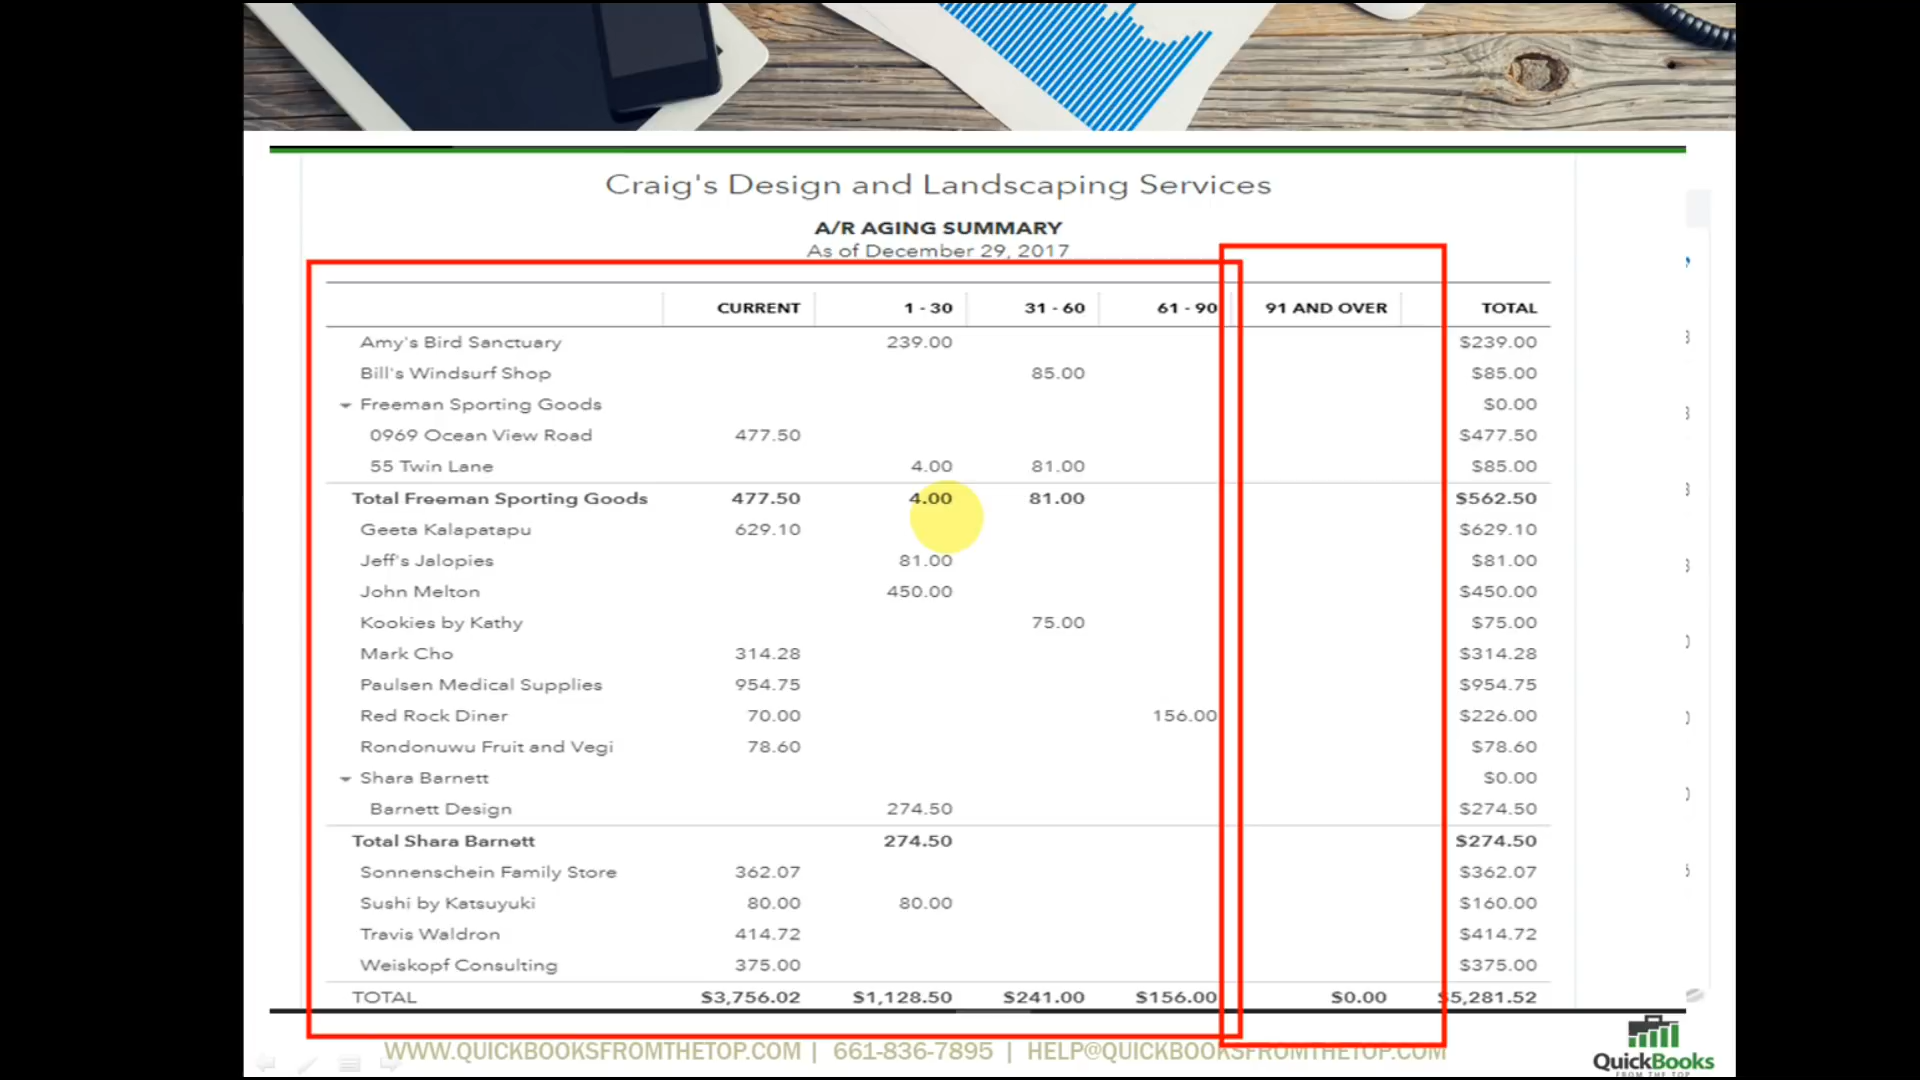 Craig's Design and Landscaping Services
A/R AGING SUMMARY
As of December 29, 2017
CURRENT 1 - 30 31 - 60 61 - 90 91 AND OVER TOTAL
Amy's Bird Sanctuary 239.00 $239.00
Bill's Windsurf Shop 85.00 $85.00
Freeman Sporting Goods $0.00
0969 Ocean View Road 477.50 $477.50
55 Twin Lane 4.00 81.00 $85.00
Total Freeman Sporting Goods 477.50 4.00 81.00 $562.50
Geeta Kalapatapu 629.10 $629.10
Jeff's Jalopies 81.00 $81.00
John Melton 450.00 $450.00
Kookies by Kathy 75.00 $75.00
Mark Cho 314.28 $314.28
Paulsen Medical Supplies 954.75 $954.75
Red Rock Diner 70.00 156.00 $226.00
Rondonuwu Fruit and Vegi 78.60 $78.60
Shara Barnett $0.00
Barnett Design 274.50 $274.50
Total Shara Barnett 274.50 $274.50
Sonnenschein Family Store 362.07 $362.07
Sushi by Katsuyuki 80.00 80.00 $160.00
Travis Waldron 414.72 $414.72
Weiskopf Consulting 375.00 $375.00
TOTAL $3,756.02 $1,128.50 $241.00 $156.00 $0.00 $5,281.52
WWW.QUICKBOOKSFROMTHETOP.COM | 661-836-7895 | HELP@QUICKBOOKSFROMTHETOP.COM
QuickBooks
FROM THE TOP